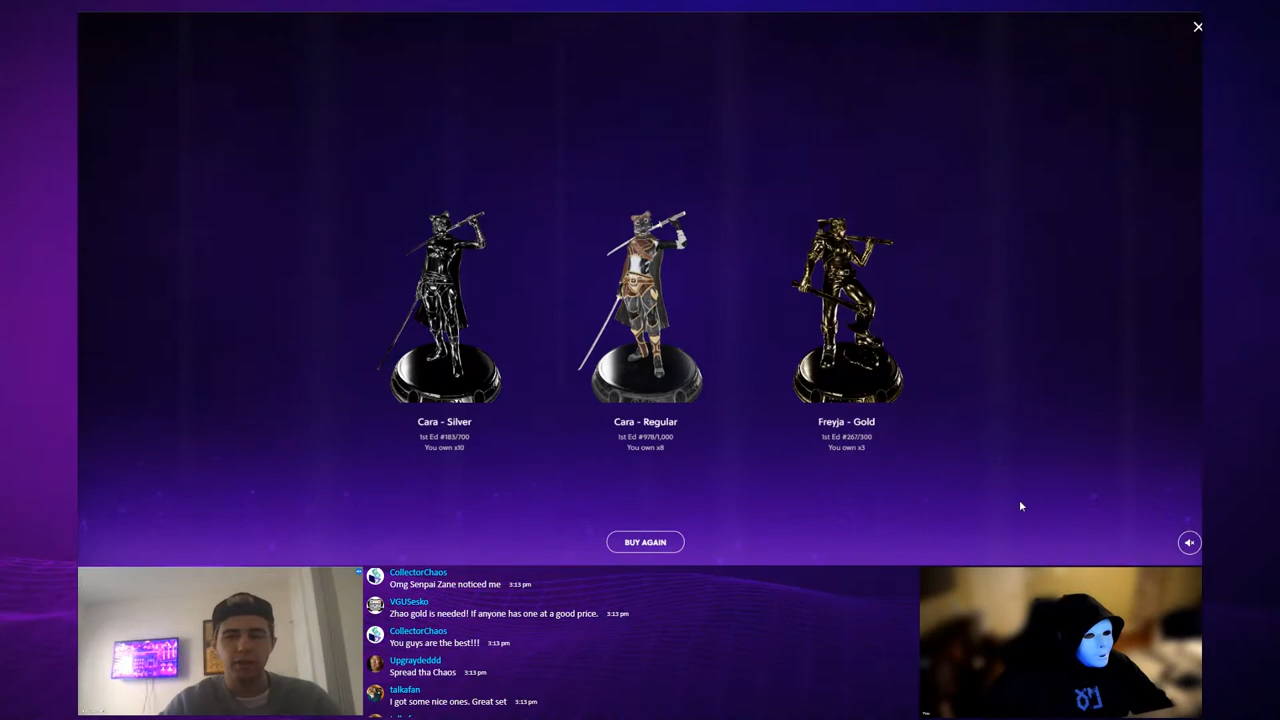 Cara - Silver
1st Ed #183/700
You own x10
Cara - Regular
1st Ed #978/1,000
You own x8
Freyja - Gold
1st Ed #267/300
You own x3
BUY AGAIN
CollectorChaos
Omg Senpai Zane noticed me 3:13 pm
VGUSesko
Zhao gold is needed! If anyone has one at a good price. 3:13 pm
CollectorChaos
You guys are the best!!! 3:13 pm
Upgraydeddd
Spread tha Chaos 3:13 pm
talkafan
I got some nice ones. Great set 3:13 pm